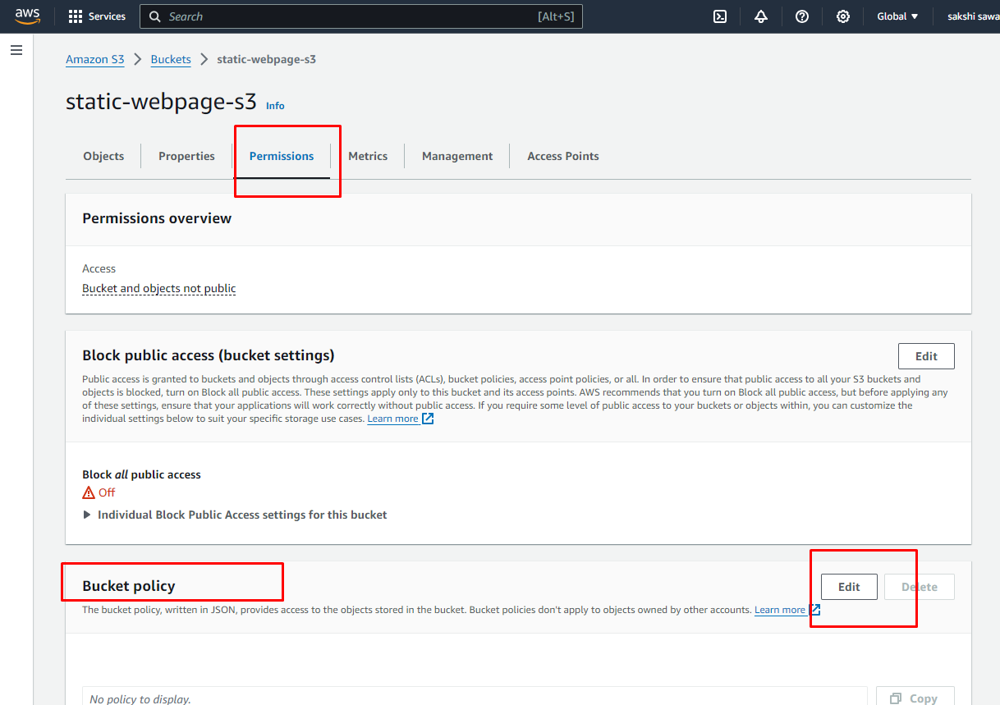 aws Services Search [Alt+S] Global sakshi sawa
Amazon S3 Buckets static-webpage-s3
static-webpage-s3 Info
Objects Properties Permissions Metrics Management Access Points
Permissions overview
Access
Bucket and objects not public
Block public access (bucket settings) Edit
Public access is granted to buckets and objects through access control lists (ACLs), bucket policies, access point policies, or all. In order to ensure that public access to all your S3 buckets and
objects is blocked, turn on Block all public access. These settings apply only to this bucket and its access points. AWS recommends that you turn on Block all public access, but before applying any
of these settings, ensure that your applications will work correctly without public access. If you require some level of public access to your buckets or objects within, you can customize the
individual settings below to suit your specific storage use cases. Learn more
Block all public access
Off
Individual Block Public Access settings for this bucket
Bucket policy Edit Delete
The bucket policy, written in JSON, provides access to the objects stored in the bucket. Bucket policies don't apply to objects owned by other accounts. Learn more
No policy to display. Copy